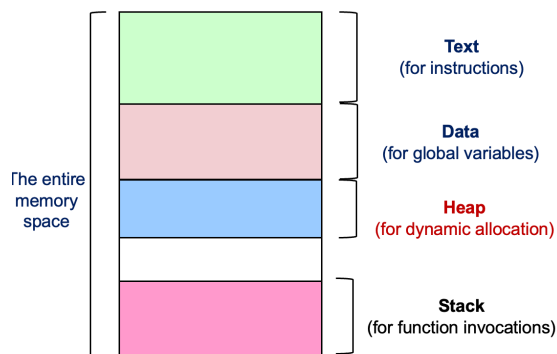 Text
(for instructions)
Data
(for global variables)
The entire
memory
space
Heap
(for dynamic allocation)
Stack
(for function invocations)